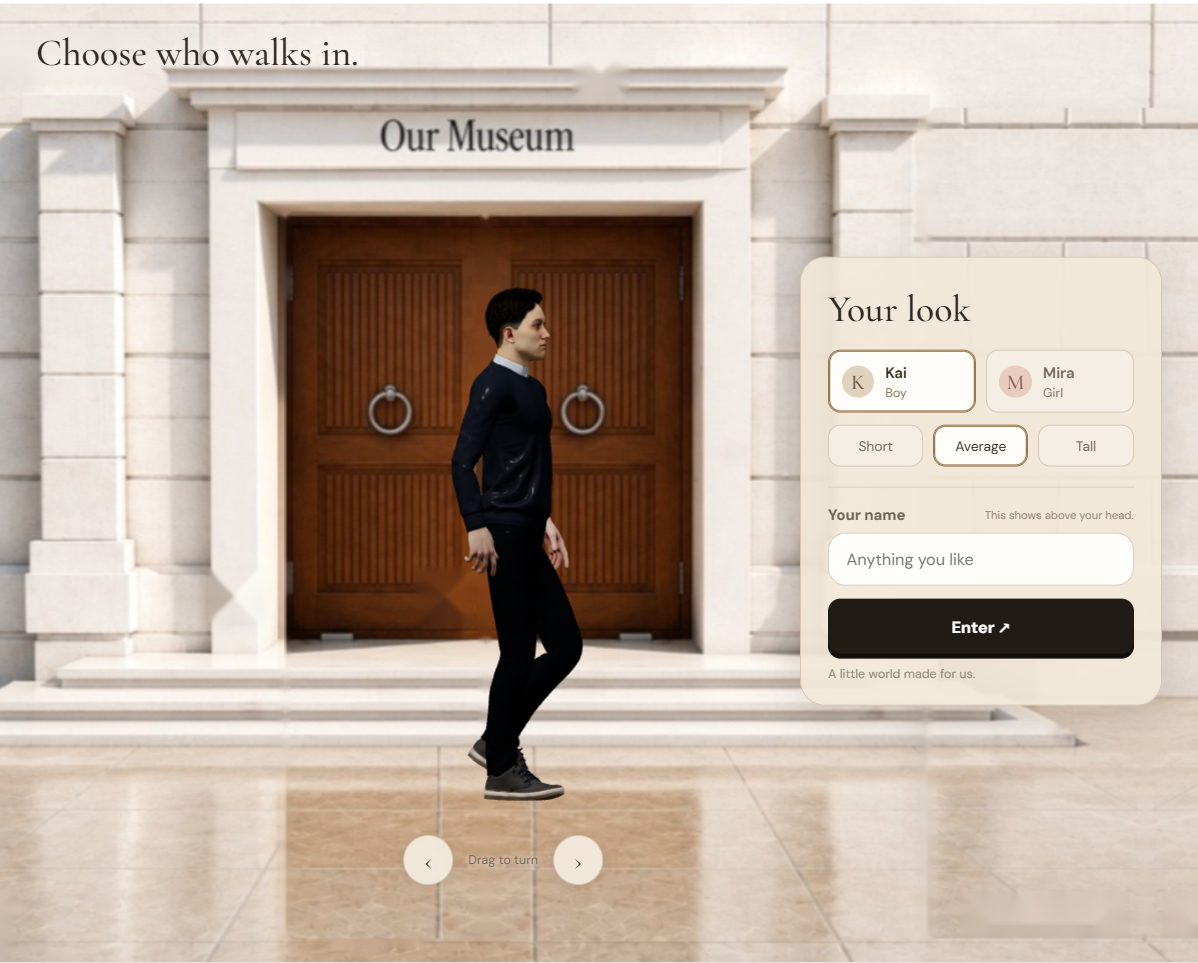 Choose who walks in.
Our Museum
Your look
K
Kai
Boy
M
Mira
Girl
Short
Average
Tall
Your name
This shows above your head.
Anything you like
Enter ↗
A little world made for us.
‹ Drag to turn ›